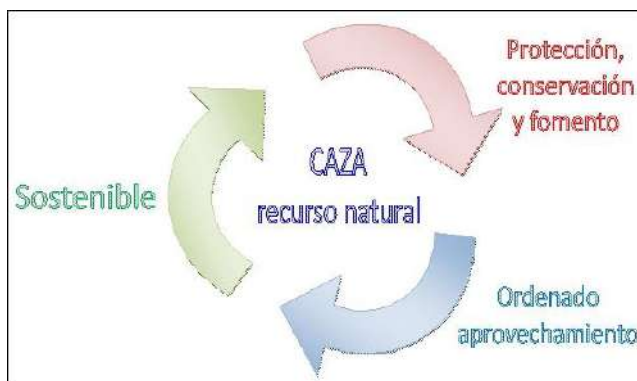 Protección,
conservación
y fomento
CAZA
recurso natural
Sostenible
Ordenado
aprovechamiento